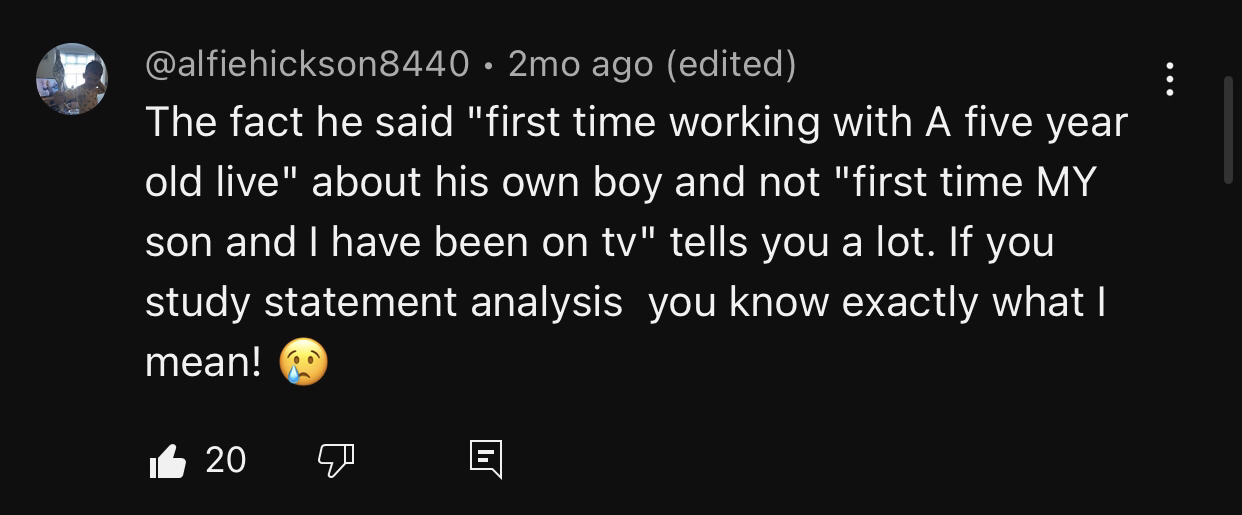 @alfiehickson8440 • 2mo ago (edited)
The fact he said "first time working with A five year
old live" about his own boy and not "first time MY
son and I have been on tv" tells you a lot. If you
study statement analysis  you know exactly what I
mean! 😢
20